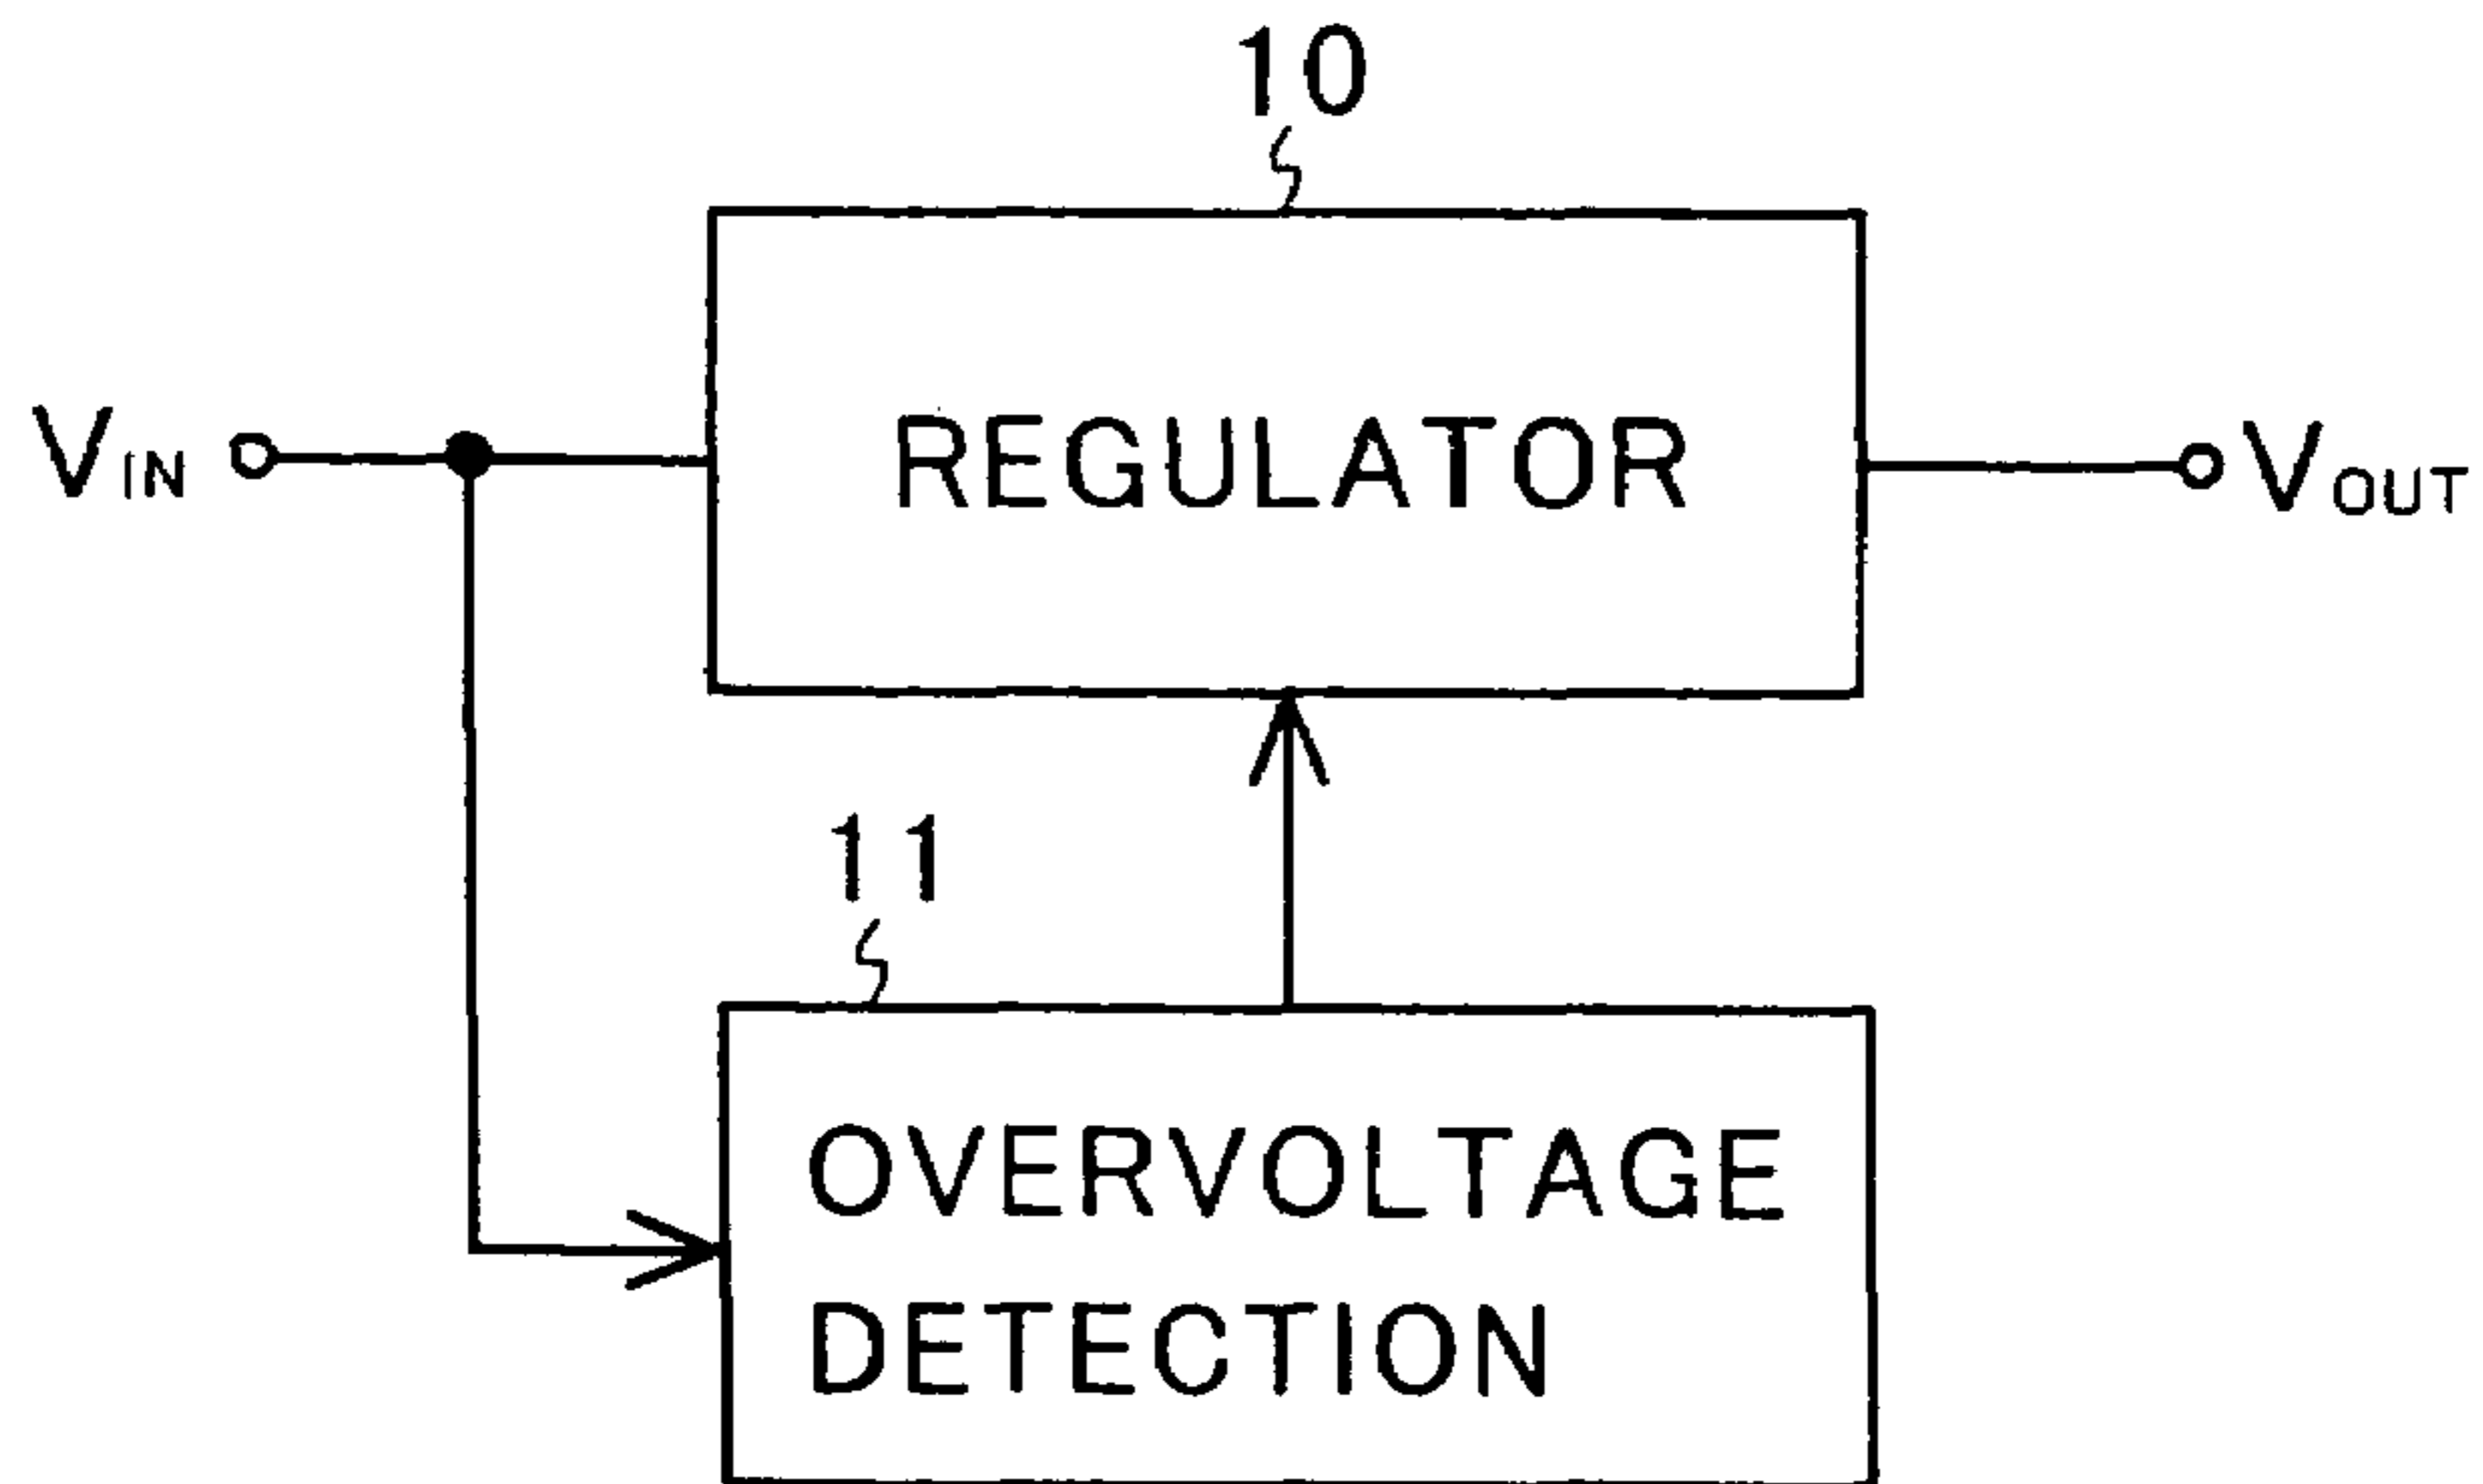 10
REGULATOR
VIN
VOUT
11
OVERVOLTAGE
DETECTION